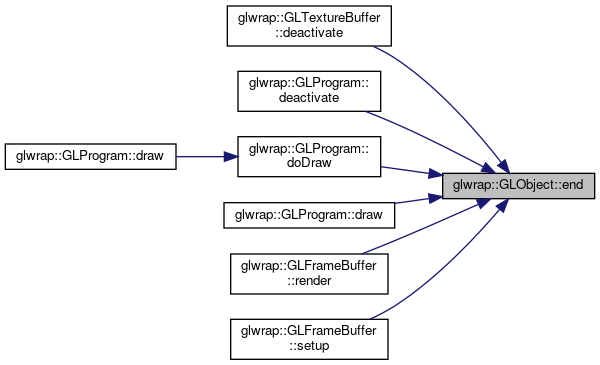 glwrap::GLTextureBuffer
::deactivate
glwrap::GLProgram::
deactivate
glwrap::GLProgram::draw
glwrap::GLProgram::
doDraw
glwrap::GLObject::end
glwrap::GLProgram::draw
glwrap::GLFrameBuffer
::render
glwrap::GLFrameBuffer
::setup